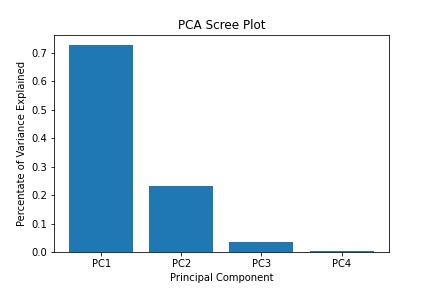 PCA Scree Plot
Percentate of Variance Explained
0.7
0.6
0.5
0.4
0.3
0.2
0.1
0.0
PC1 PC2 PC3 PC4
Principal Component